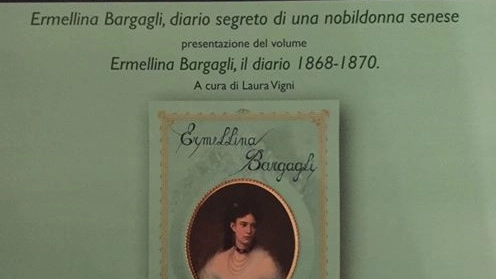 Ermellina Bargagli, diario segreto di una nobildonna senese
presentazione del volume
Ermellina Bargagli, il diario 1868-1870.
A cura di Laura Vigni
Ermellina
Bargagli